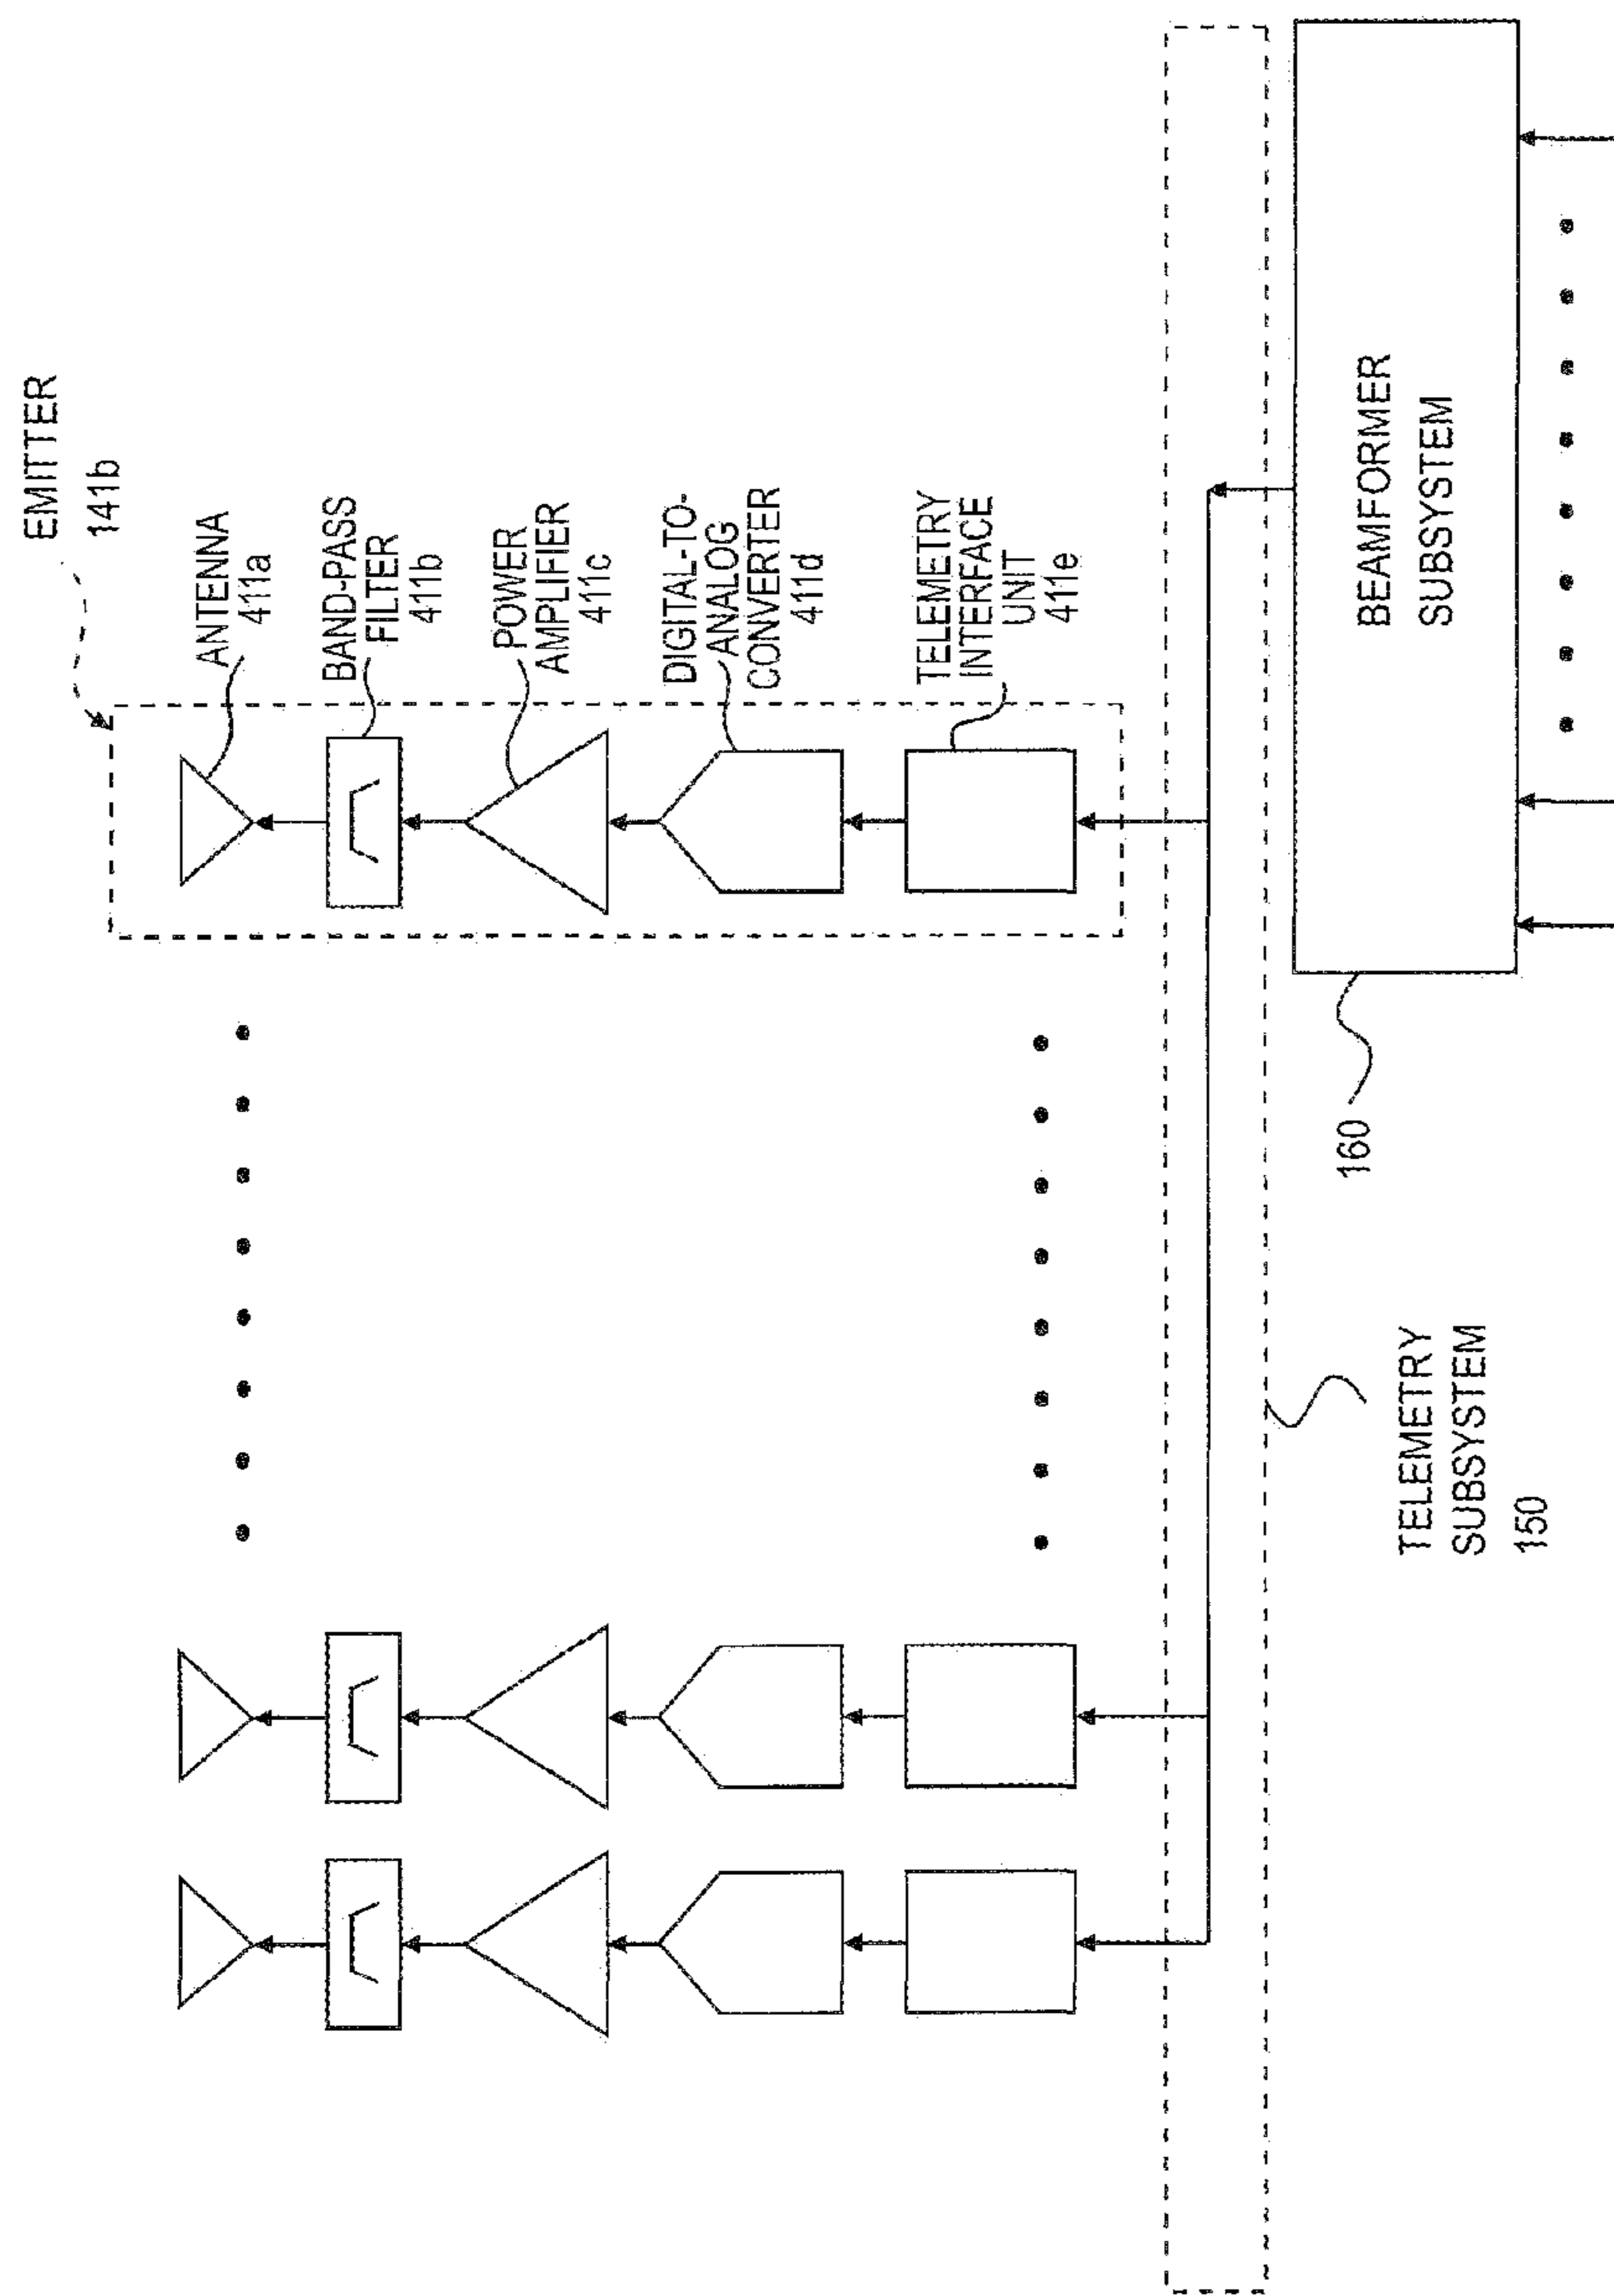 EMITTER
141b
ANTENNA
411a
BAND-PASS
FILTER
411b
POWER
AMPLIFIER
411c
DIGITAL-TO-
ANALOG
CONVERTER
411d
TELEMETRY
INTERFACE
UNIT
411e
BEAMFORMER
SUBSYSTEM
160
TELEMETRY
SUBSYSTEM
150